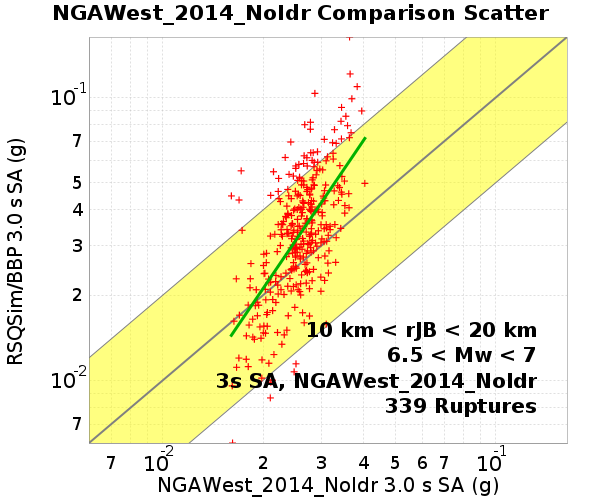 NGAWest_2014_NoIdr Comparison Scatter
RSQSim/BBP 3.0 s SA (g)
10-1
7
5
4
3
2
10-2
7
10 km < rJB < 20 km
6.5 < Mw < 7
3s SA, NGAWest_2014_NoIdr
339 Ruptures
7 10-2 2 3 4 5 6 7 10-1
NGAWest_2014_NoIdr 3.0 s SA (g)